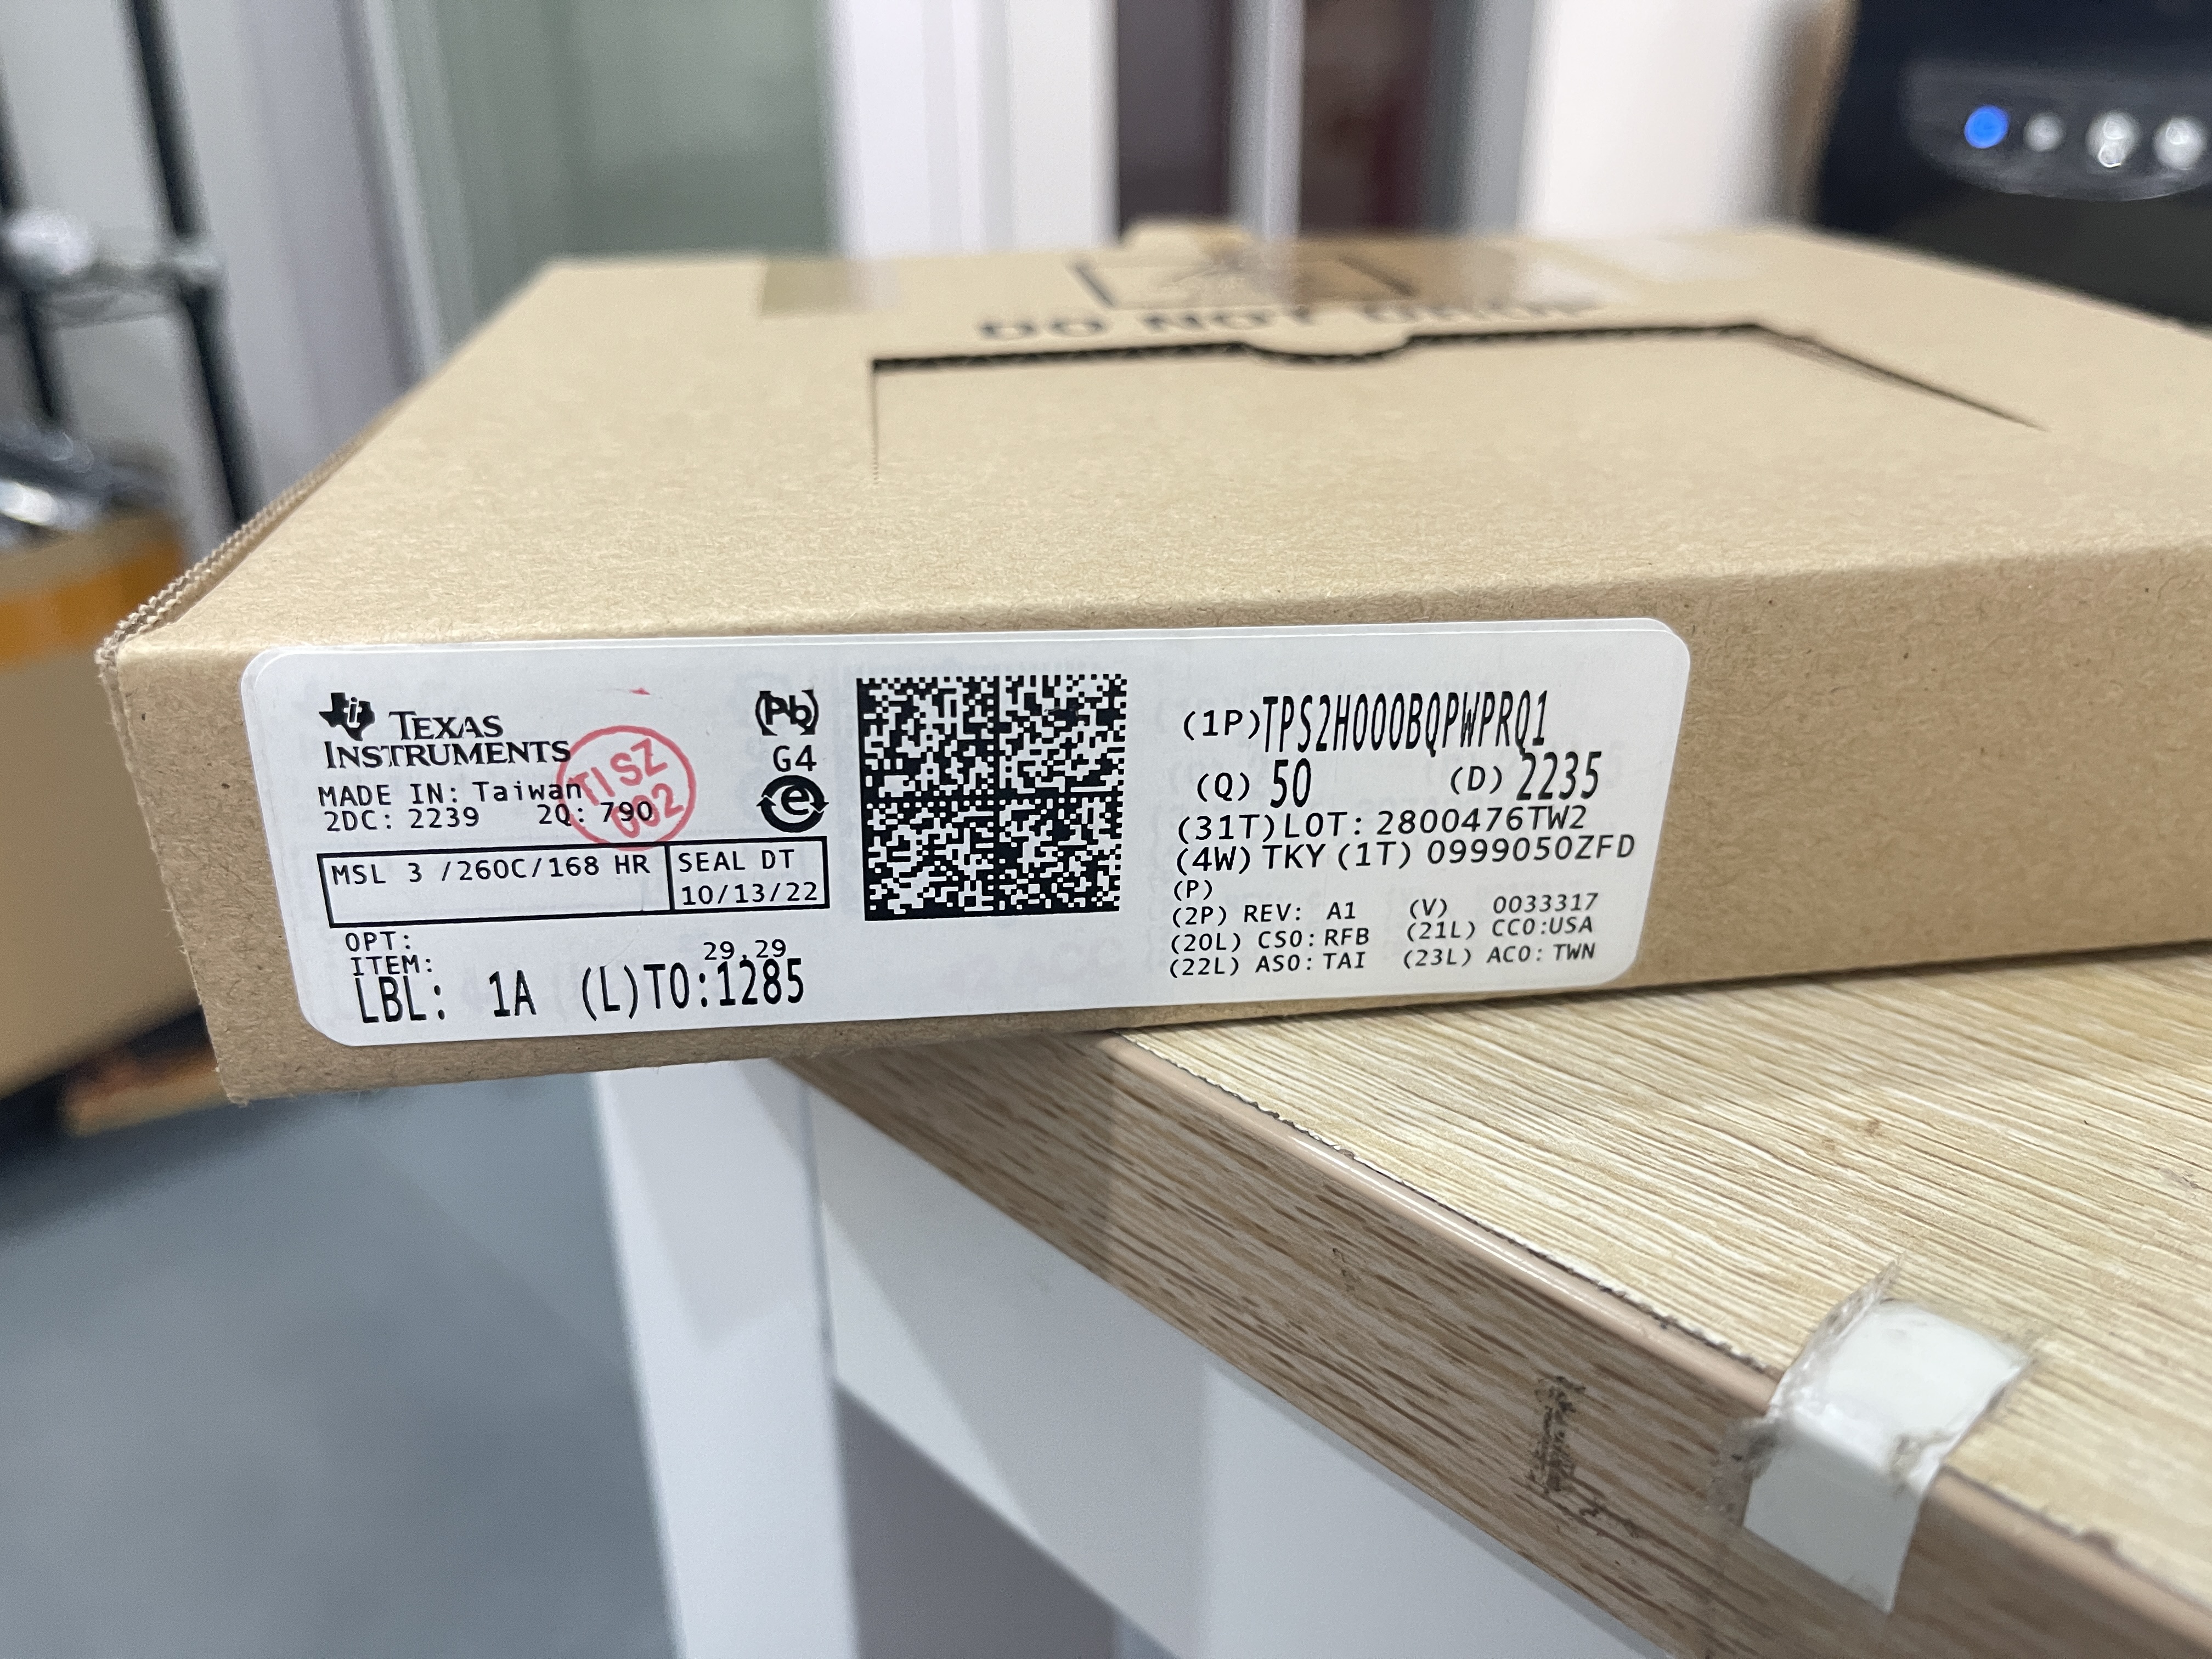 DO NOT DROP
TEXAS
INSTRUMENTS
MADE IN: Taiwan
2DC: 2239 2Q: 790
TI SZ
002
Pb
G4
e
MSL 3 /260C/168 HR
SEAL DT
10/13/22
OPT:
ITEM:
29,29
LBL: 1A (L)TO:1285
(1P)TPS2H000BQPWPRQ1
(Q) 50 (D) 2235
(31T)LOT: 2800476TW2
(4W) TKY (1T) 0999050ZFD
(P)
(2P) REV: A1 (V) 0033317
(20L) CSO: RFB (21L) CCO:USA
(22L) ASO: TAI (23L) ACO: TWN